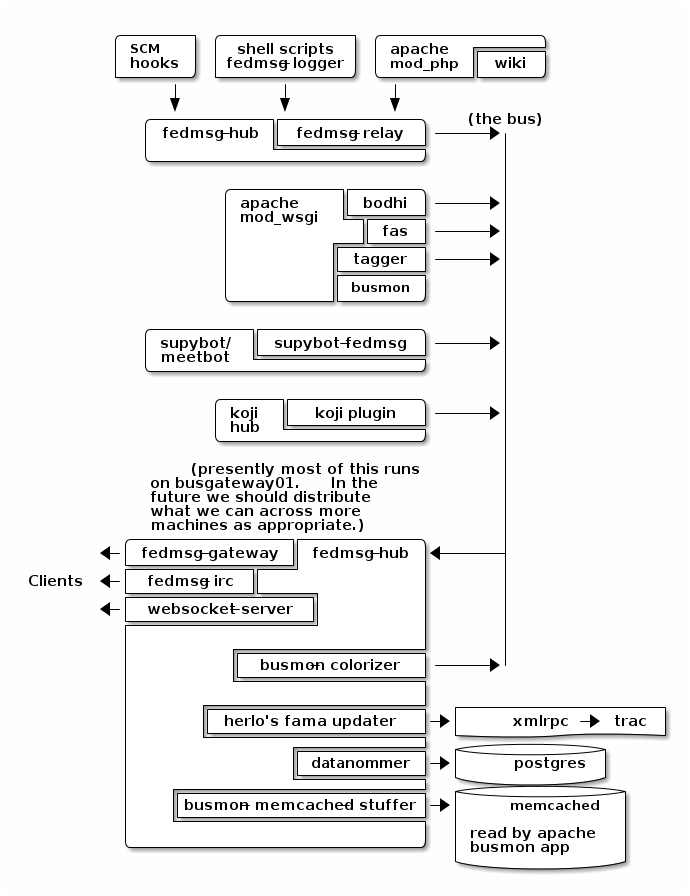 SCM
hooks
shell scripts
fedmsg-logger
apache
mod_php
wiki
(the bus)
fedmsg-hub
fedmsg-relay
apache
mod_wsgi
bodhi
fas
tagger
busmon
supybot/
meetbot
supybot-fedmsg
koji
hub
koji plugin
(presently most of this runs
on busgateway01. In the
future we should distribute
what we can across more
machines as appropriate.)
fedmsg-gateway
fedmsg-hub
Clients
fedmsg-irc
websocket-server
busmon-colorizer
herlo's fama updater
xmlrpc
trac
datanommer
postgres
busmon-memcached-stuffer
memcached
read by apache
busmon app